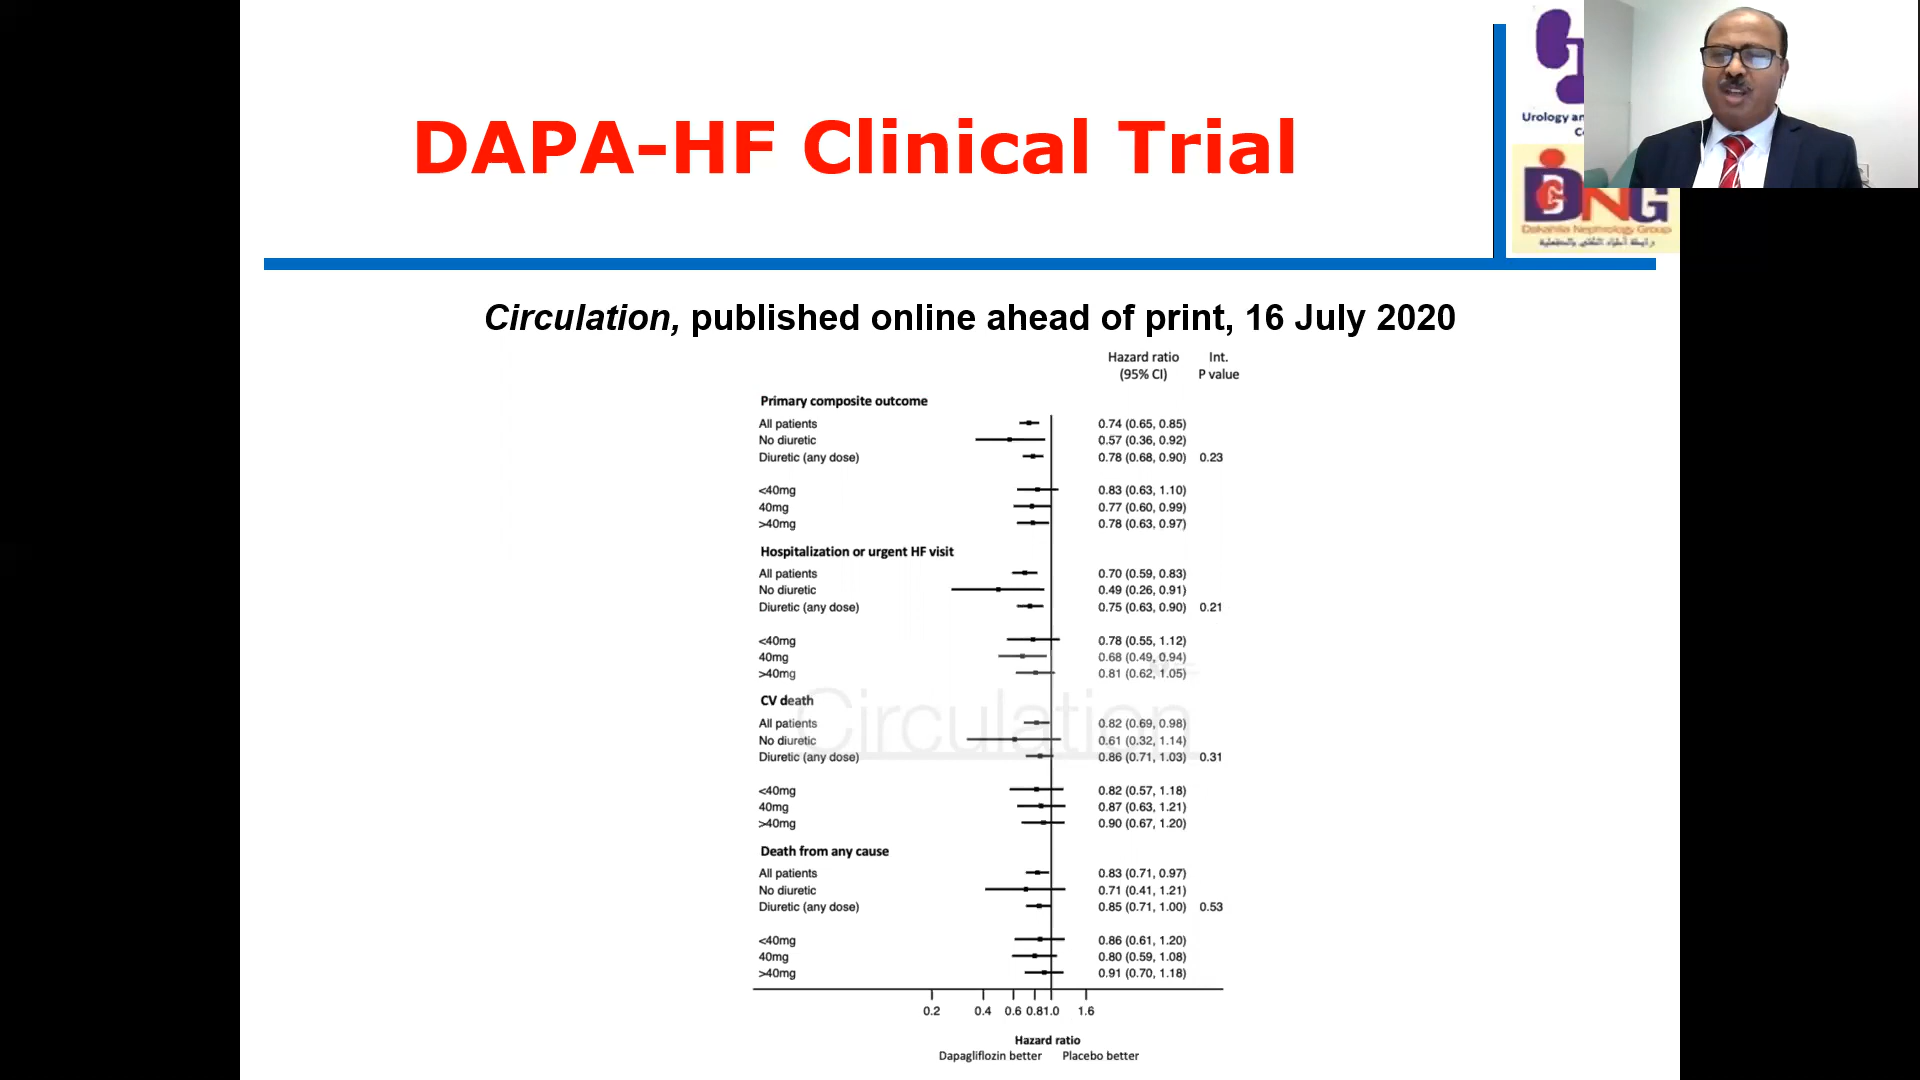 DAPA-HF Clinical Trial
Urology an
C
DNG
Dakahlia Nephrology Group
Circulation, published online ahead of print, 16 July 2020
Hazard ratio Int.
(95% CI) P value
Primary composite outcome
All patients 0.74 (0.65, 0.85)
No diuretic 0.57 (0.36, 0.92)
Diuretic (any dose) 0.78 (0.68, 0.90) 0.23
<40mg 0.83 (0.63, 1.10)
40mg 0.77 (0.60, 0.99)
>40mg 0.78 (0.63, 0.97)
Hospitalization or urgent HF visit
All patients 0.70 (0.59, 0.83)
No diuretic 0.49 (0.26, 0.91)
Diuretic (any dose) 0.75 (0.63, 0.90) 0.21
<40mg 0.78 (0.55, 1.12)
40mg 0.68 (0.49, 0.94)
>40mg 0.81 (0.62, 1.05)
Circulation
CV death
All patients 0.82 (0.69, 0.98)
No diuretic 0.61 (0.32, 1.14)
Diuretic (any dose) 0.86 (0.71, 1.03) 0.31
<40mg 0.82 (0.57, 1.18)
40mg 0.87 (0.63, 1.21)
>40mg 0.90 (0.67, 1.20)
Death from any cause
All patients 0.83 (0.71, 0.97)
No diuretic 0.71 (0.41, 1.21)
Diuretic (any dose) 0.85 (0.71, 1.00) 0.53
<40mg 0.86 (0.61, 1.20)
40mg 0.80 (0.59, 1.08)
>40mg 0.91 (0.70, 1.18)
0.2 0.4 0.6 0.8 1.0 1.6
Hazard ratio
Dapagliflozin better Placebo better